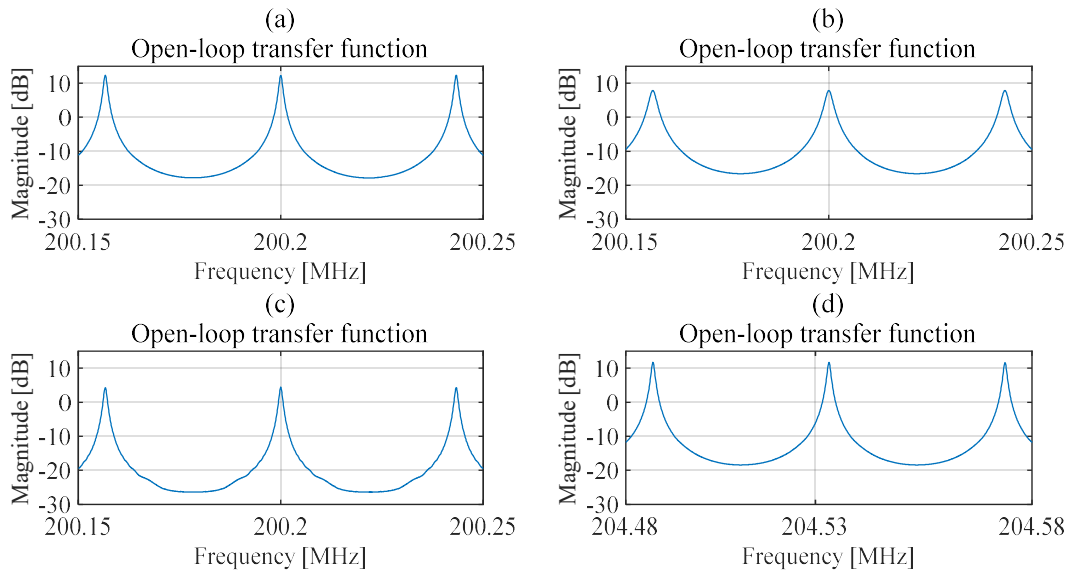 (a)
Open-loop transfer function
Magnitude [dB]
10
0
-10
-20
-30
200.15
200.2
200.25
Frequency [MHz]
(b)
Open-loop transfer function
Magnitude [dB]
10
0
-10
-20
-30
200.15
200.2
200.25
Frequency [MHz]
(c)
Open-loop transfer function
Magnitude [dB]
10
0
-10
-20
-30
200.15
200.2
200.25
Frequency [MHz]
(d)
Open-loop transfer function
Magnitude [dB]
10
0
-10
-20
-30
204.48
204.53
204.58
Frequency [MHz]